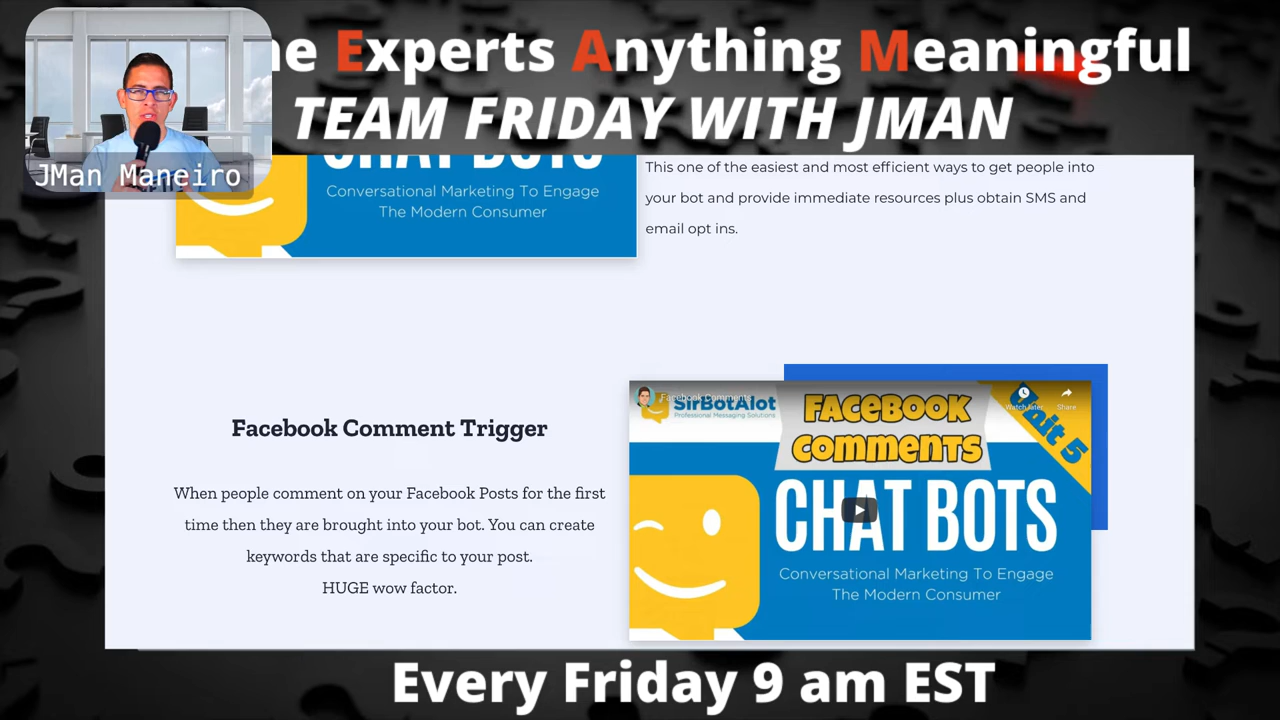 e Experts Anything Meaningful
TEAM FRIDAY WITH JMAN
JMan Maneiro
CHAT BOTS
Conversational Marketing To Engage
The Modern Consumer
This one of the easiest and most efficient ways to get people into
your bot and provide immediate resources plus obtain SMS and
email opt ins.
Facebook Comment Trigger
When people comment on your Facebook Posts for the first
time then they are brought into your bot. You can create
keywords that are specific to your post.
HUGE wow factor.
Facebook Comments
SirBotAlot
Professional Messaging Solutions
FACEBOOK
COMMENTS
Watch later
Share
Unit 5
CHAT BOTS
Conversational Marketing To Engage
The Modern Consumer
Every Friday 9 am EST